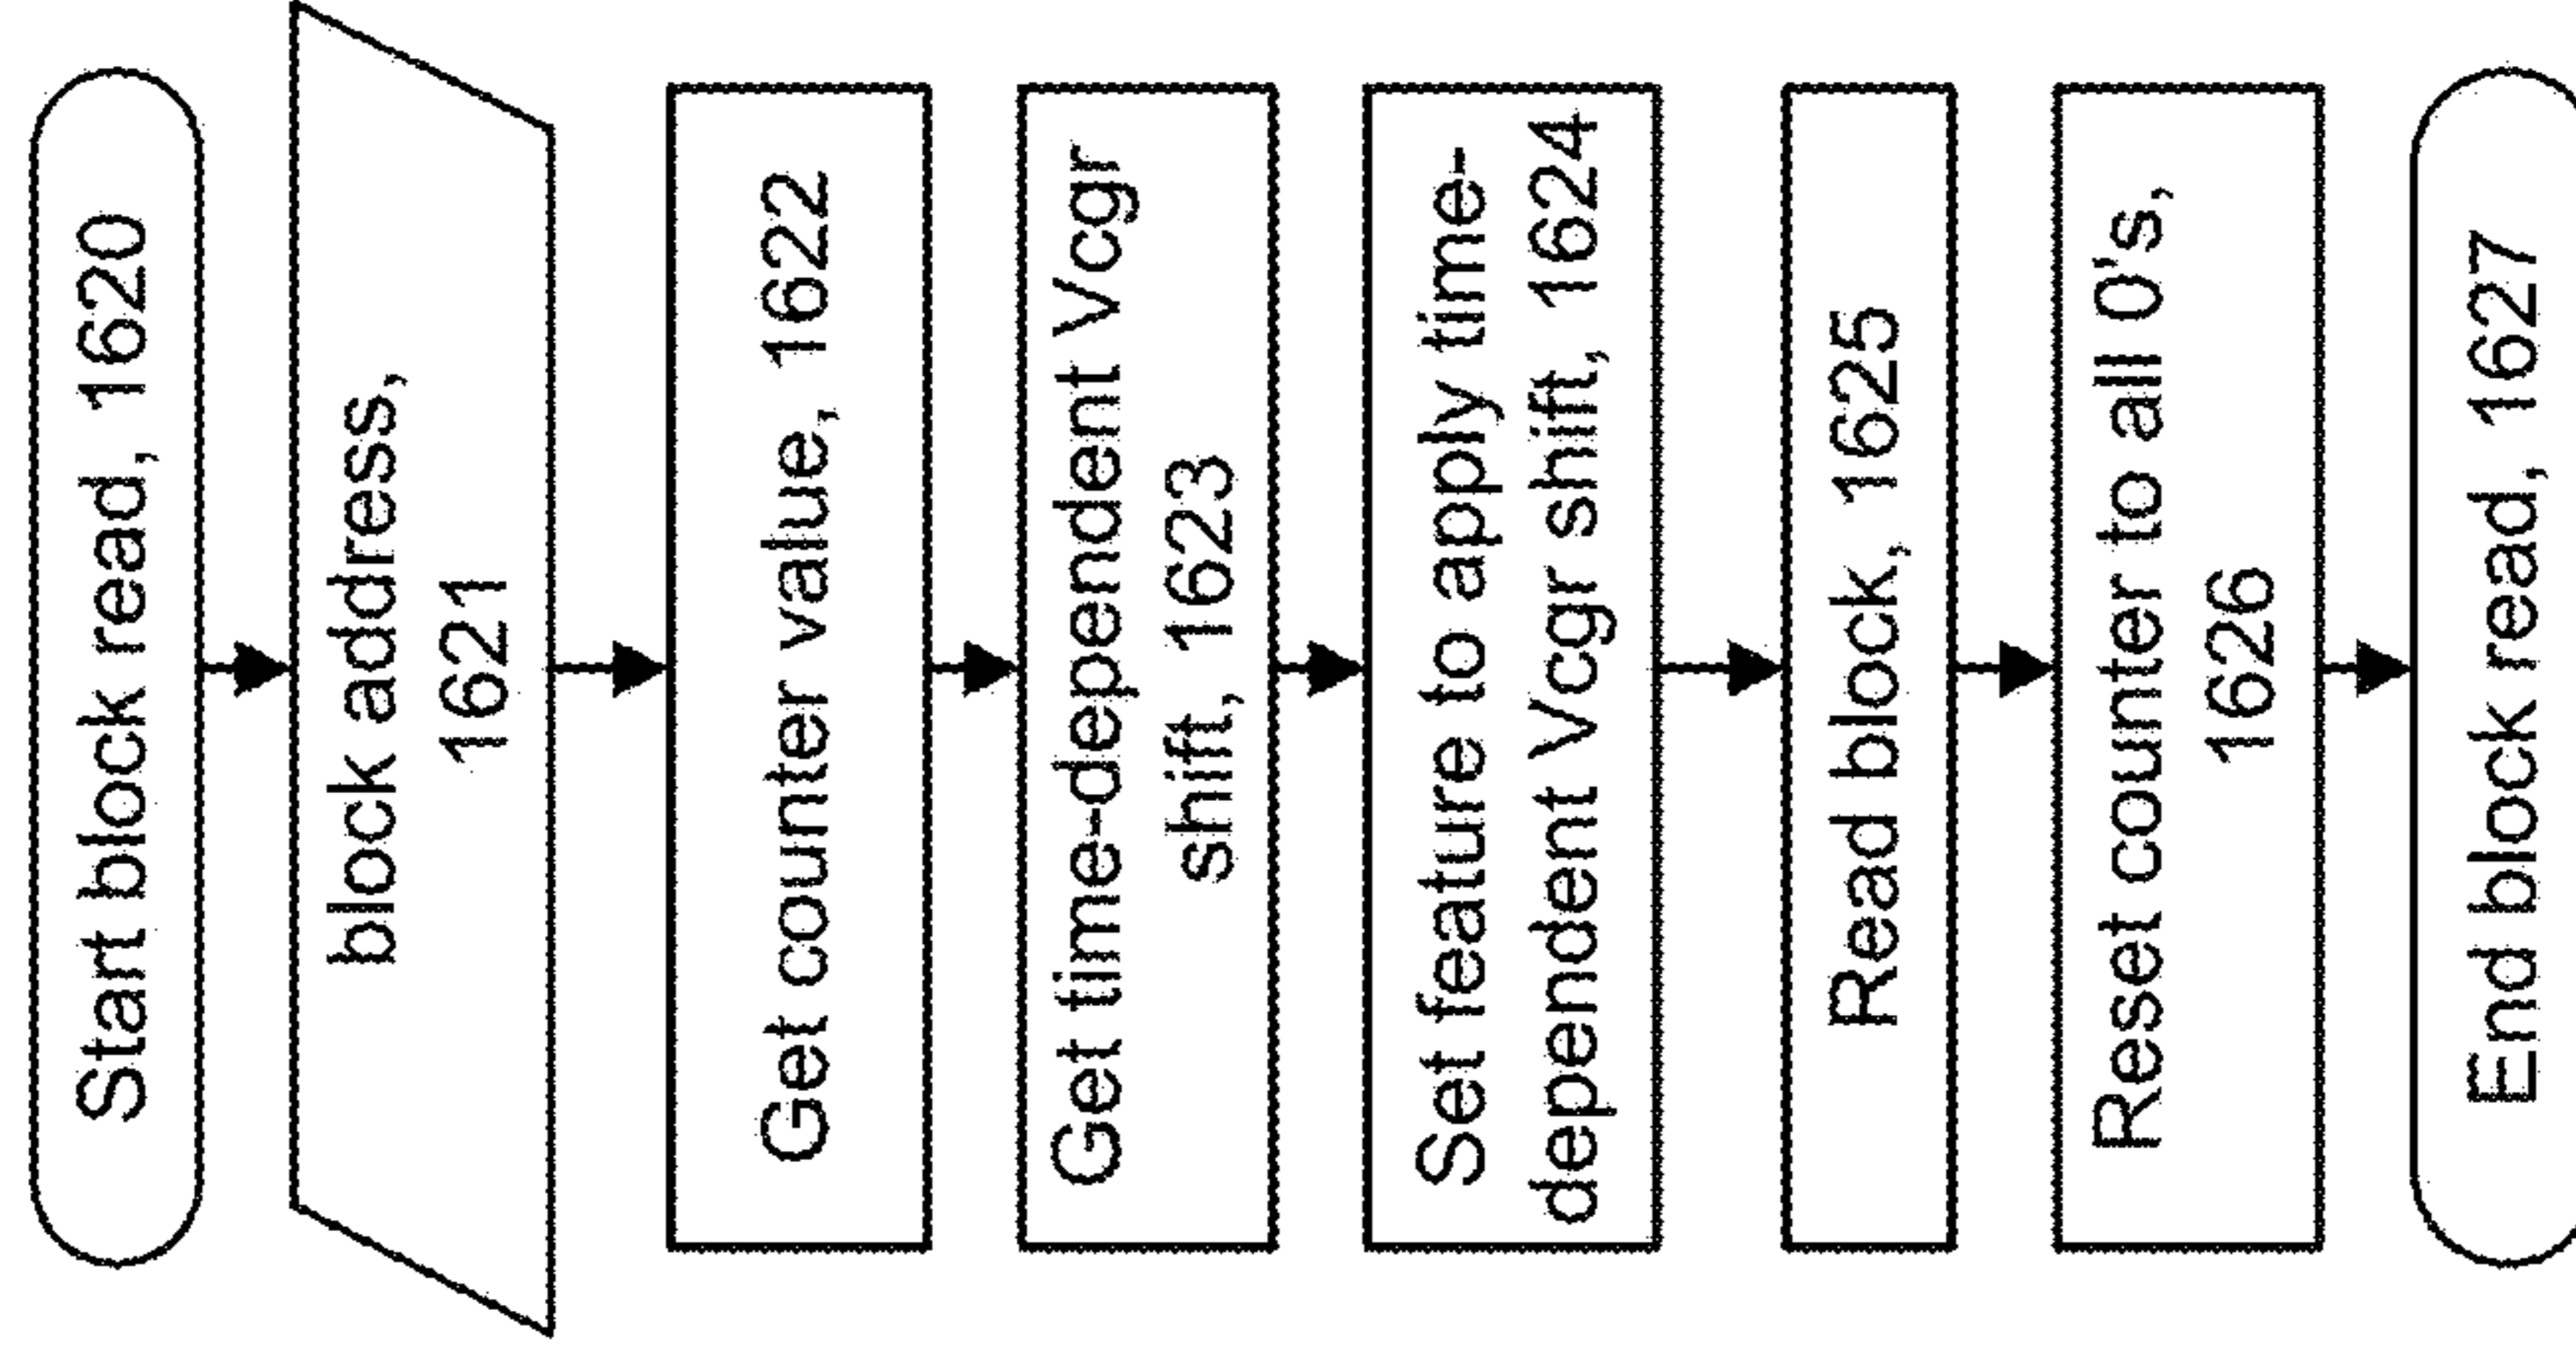 Start block read, 1620
block address,
1621
Get counter value, 1622
Get time-dependent Vcgr
shift, 1623
Set feature to apply time-
dependent Vcgr shift, 1624
Read block, 1625
Reset counter to all 0's,
1626
End block read, 1627